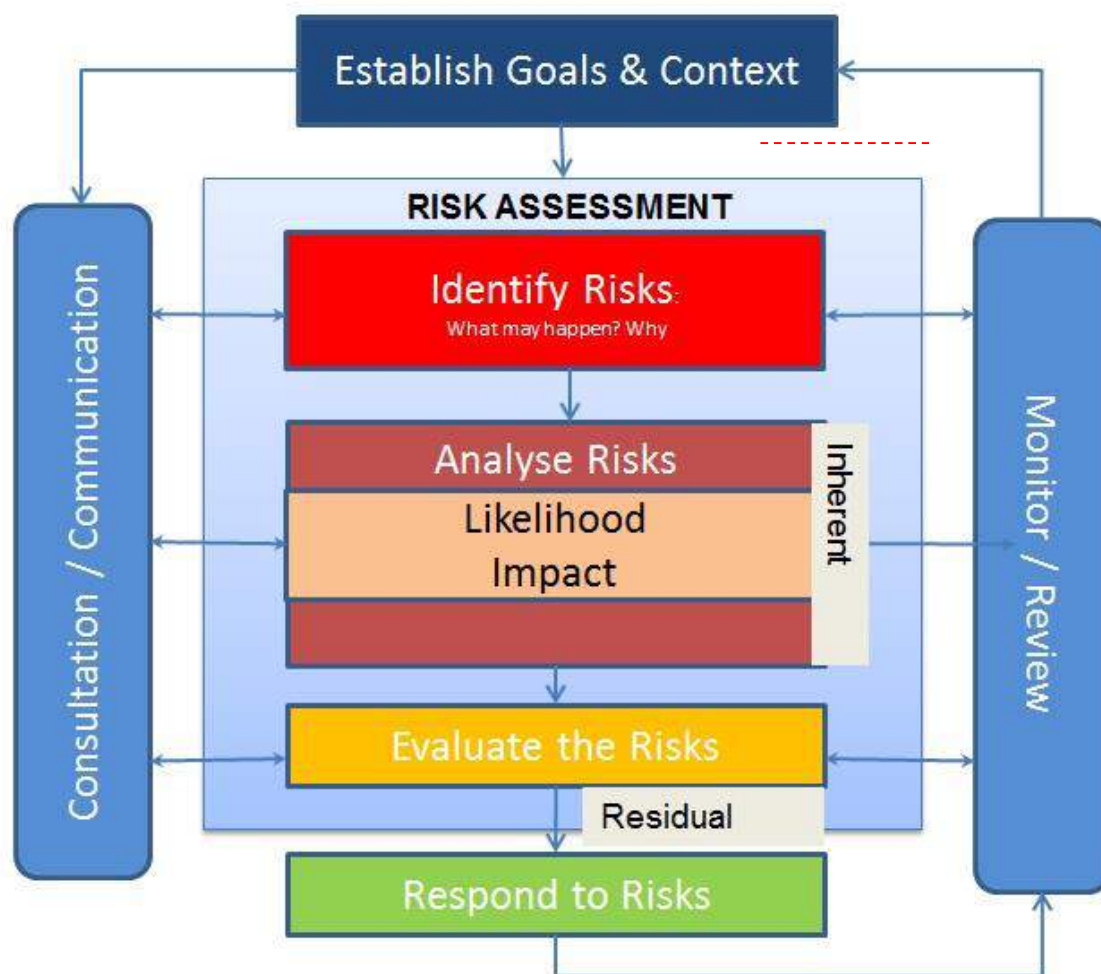 Establish Goals & Context
RISK ASSESSMENT
Identify Risks:
What may happen? Why
Analyse Risks
Likelihood
Impact
Inherent
Evaluate the Risks
Residual
Respond to Risks
Consultation / Communication
Monitor / Review